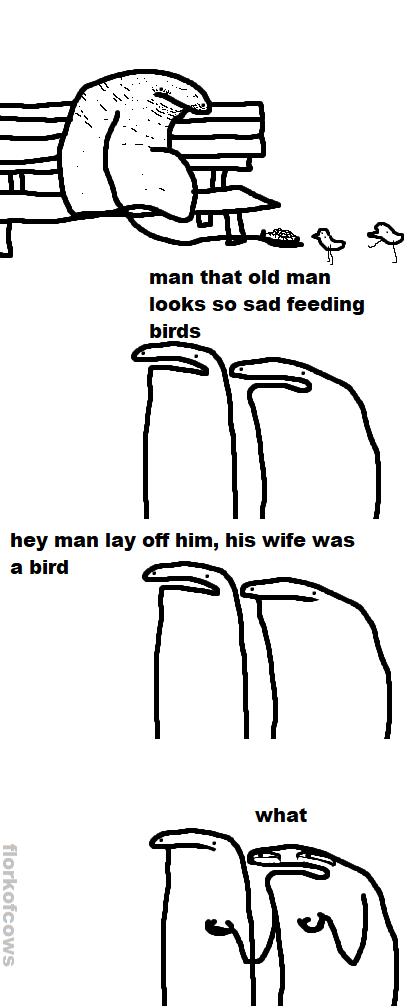 man that old man
looks so sad feeding
birds
hey man lay off him, his wife was
a bird
what
florkofcows